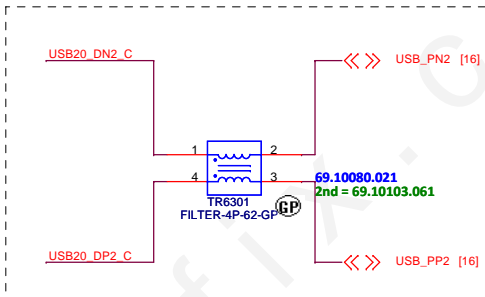 USB20_DN2_C
USB_PN2 [16]
1
2
4
3
69.10080.021
2nd = 69.10103.061
TR6301
FILTER-4P-62-GP
GP
USB20_DP2_C
USB_PP2 [16]
fix.c